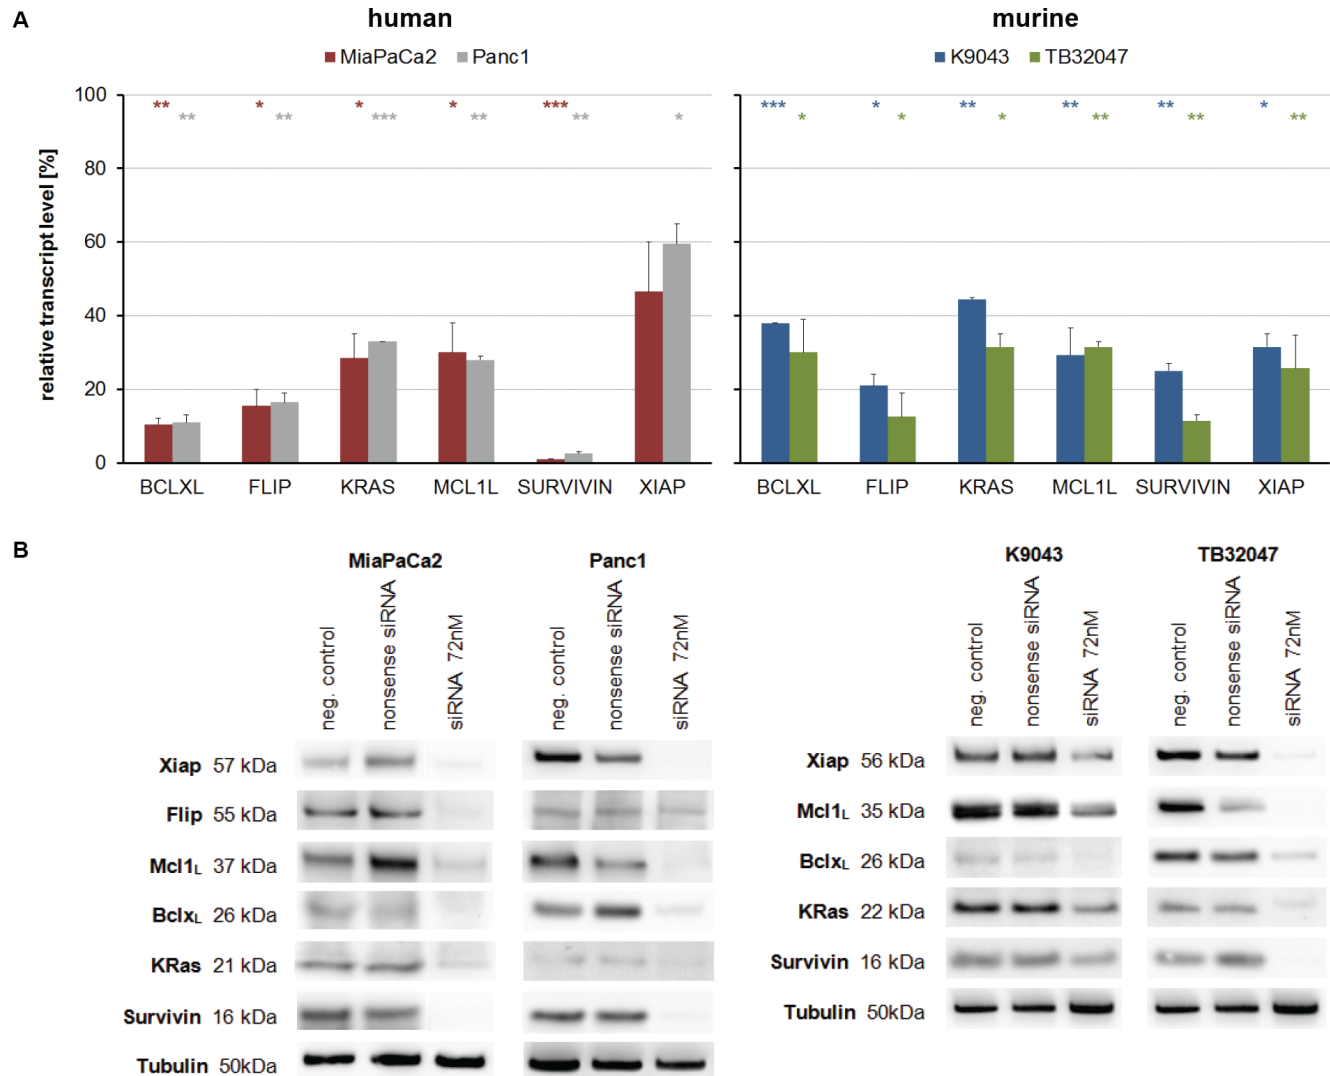 A
human
murine
MiaPaCa2 Panc1
K9043 TB32047
relative transcript level [%]
100
80
60
40
20
0
** * * * ***
** ** *** ** ** *
*** * ** ** ** *
* * * ** ** **
BCLXL FLIP KRAS MCL1L SURVIVIN XIAP
BCLXL FLIP KRAS MCL1L SURVIVIN XIAP
B
MiaPaCa2 Panc1
neg. control nonsense siRNA siRNA 72nM
neg. control nonsense siRNA siRNA 72nM
Xiap 57 kDa
Flip 55 kDa
Mcl1L 37 kDa
BclxL 26 kDa
KRas 21 kDa
Survivin 16 kDa
Tubulin 50kDa
K9043 TB32047
neg. control nonsense siRNA siRNA 72nM
neg. control nonsense siRNA siRNA 72nM
Xiap 56 kDa
Mcl1L 35 kDa
BclxL 26 kDa
KRas 22 kDa
Survivin 16 kDa
Tubulin 50kDa